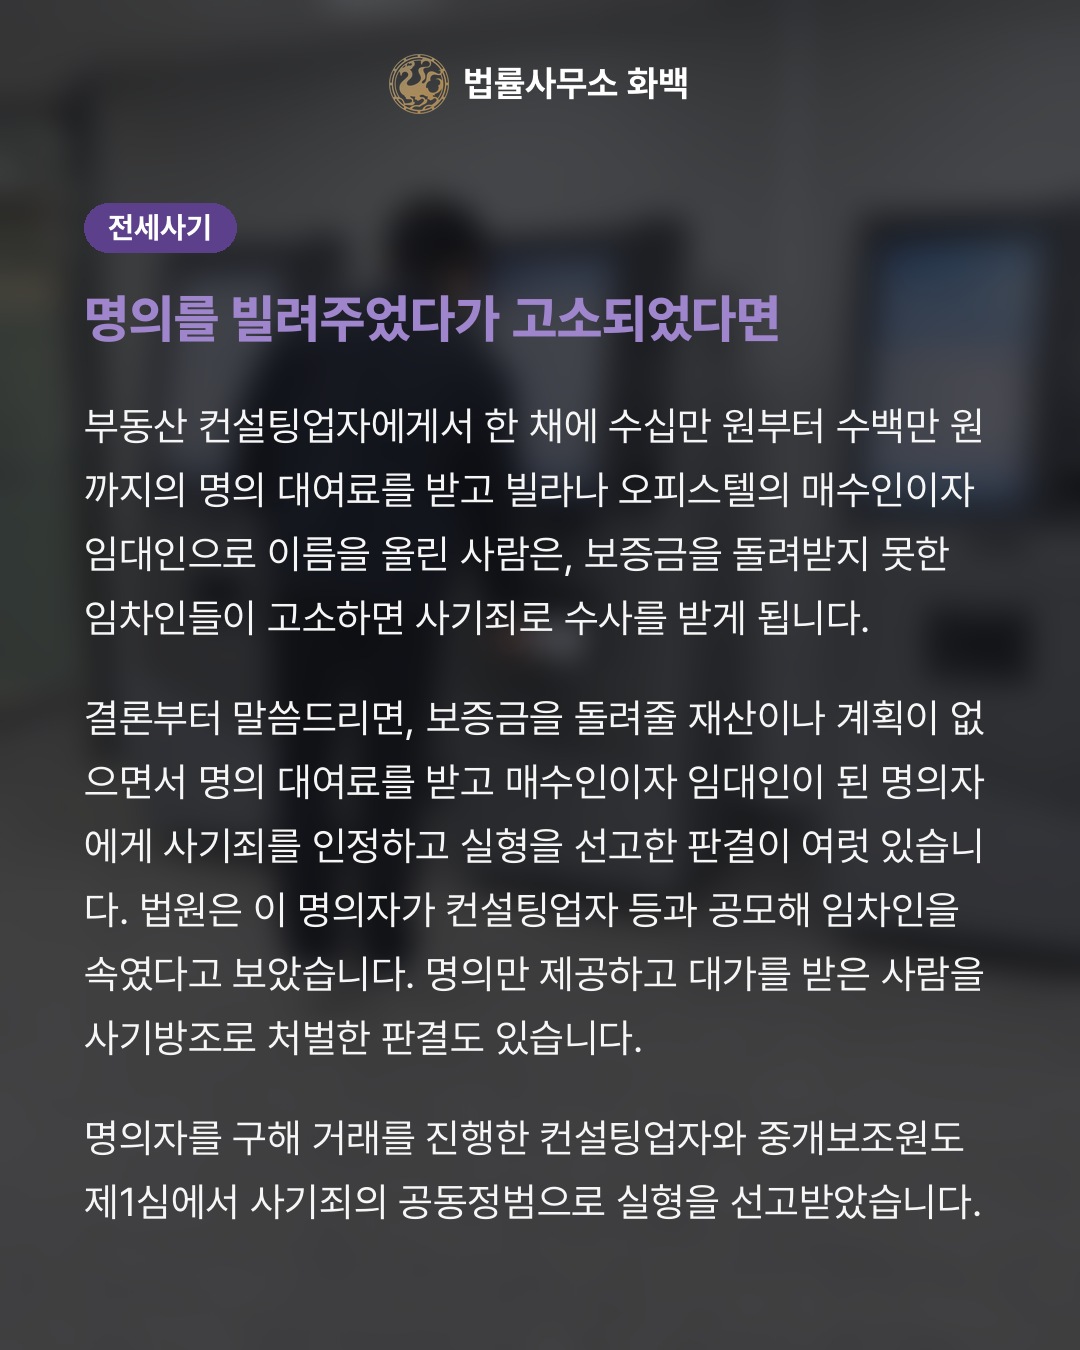 법률사무소 화백
전세사기
명의를 빌려주었다가 고소되었다면
부동산 컨설팅업자에게서 한 채에 수십만 원부터 수백만 원
까지의 명의 대여료를 받고 빌라나 오피스텔의 매수인이자
임대인으로 이름을 올린 사람은, 보증금을 돌려받지 못한
임차인들이 고소하면 사기죄로 수사를 받게 됩니다.
결론부터 말씀드리면, 보증금을 돌려줄 재산이나 계획이 없
으면서 명의 대여료를 받고 매수인이자 임대인이 된 명의자
에게 사기죄를 인정하고 실형을 선고한 판결이 여럿 있습니
다. 법원은 이 명의자가 컨설팅업자 등과 공모해 임차인을
속였다고 보았습니다. 명의만 제공하고 대가를 받은 사람을
사기방조로 처벌한 판결도 있습니다.
명의자를 구해 거래를 진행한 컨설팅업자와 중개보조원도
제1심에서 사기죄의 공동정범으로 실형을 선고받았습니다.